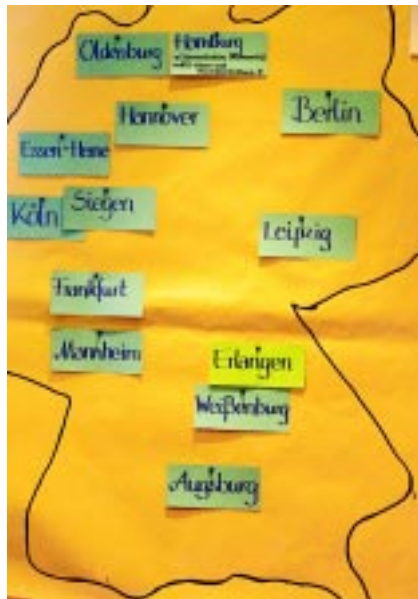 Oldenburg
Hamburg
Hannover
Berlin
Essen-Herne
Siegen
Köln
Leipzig
Frankfurt
Mannheim
Erlangen
Weißenburg
Augsburg